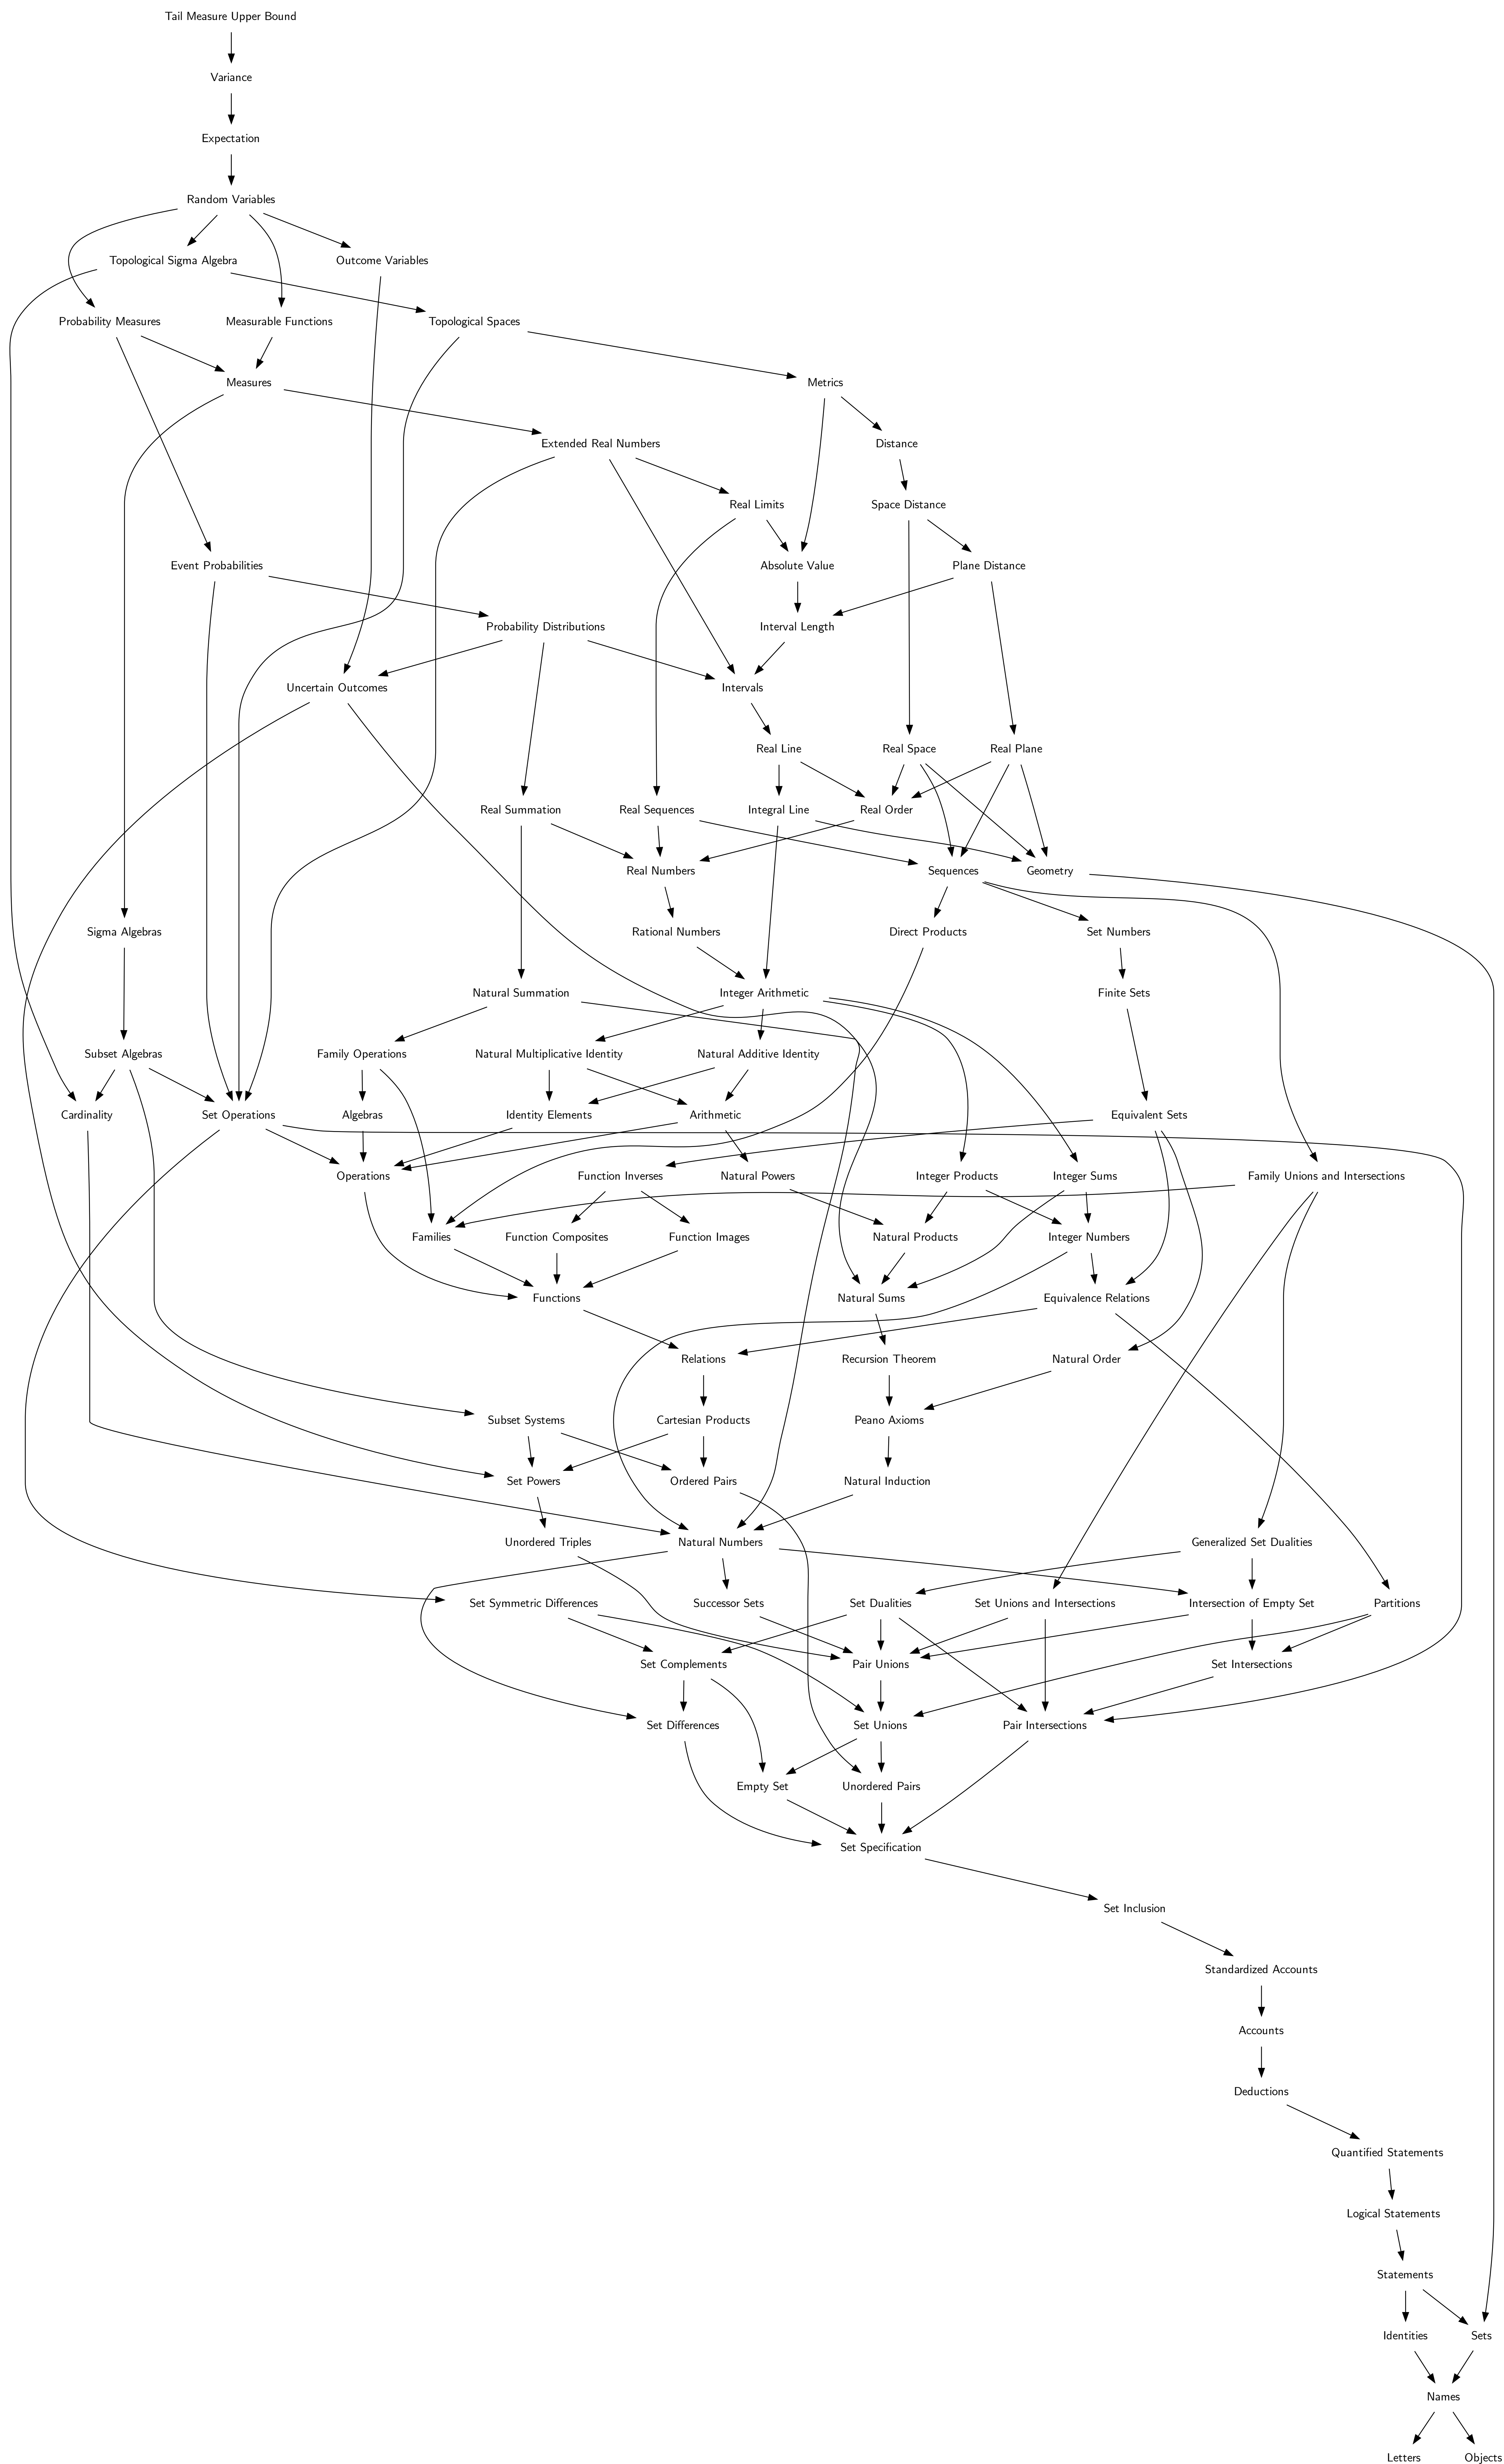 Tail Measure Upper Bound
Variance
Expectation
Random Variables
Topological Sigma Algebra
Outcome Variables
Probability Measures
Measurable Functions
Topological Spaces
Measures
Metrics
Extended Real Numbers
Distance
Real Limits
Space Distance
Event Probabilities
Absolute Value
Plane Distance
Probability Distributions
Interval Length
Uncertain Outcomes
Intervals
Real Line
Real Space
Real Plane
Real Summation
Real Sequences
Integral Line
Real Order
Real Numbers
Sequences
Geometry
Sigma Algebras
Rational Numbers
Direct Products
Set Numbers
Natural Summation
Integer Arithmetic
Finite Sets
Subset Algebras
Family Operations
Natural Multiplicative Identity
Natural Additive Identity
Cardinality
Set Operations
Algebras
Identity Elements
Arithmetic
Equivalent Sets
Operations
Function Inverses
Natural Powers
Integer Products
Integer Sums
Family Unions and Intersections
Families
Function Composites
Function Images
Natural Products
Integer Numbers
Functions
Natural Sums
Equivalence Relations
Relations
Recursion Theorem
Natural Order
Subset Systems
Cartesian Products
Peano Axioms
Set Powers
Ordered Pairs
Natural Induction
Unordered Triples
Natural Numbers
Generalized Set Dualities
Set Symmetric Differences
Successor Sets
Set Dualities
Set Unions and Intersections
Intersection of Empty Set
Partitions
Set Complements
Pair Unions
Set Intersections
Set Differences
Set Unions
Pair Intersections
Empty Set
Unordered Pairs
Set Specification
Set Inclusion
Standardized Accounts
Accounts
Deductions
Quantified Statements
Logical Statements
Statements
Identities
Sets
Names
Letters
Objects